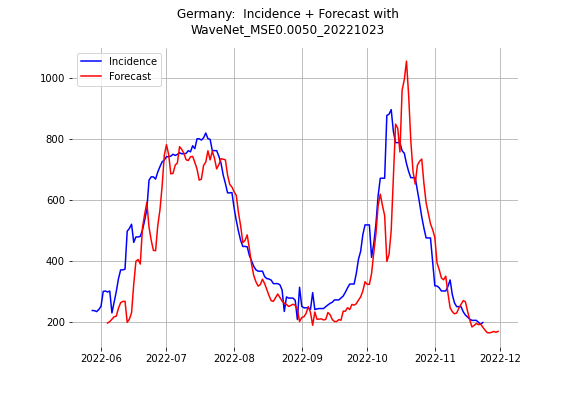 Germany:  Incidence + Forecast with
WaveNet_MSE0.0050_20221023
Incidence
Forecast
1000
800
600
400
200
2022-06 2022-07 2022-08 2022-09 2022-10 2022-11 2022-12